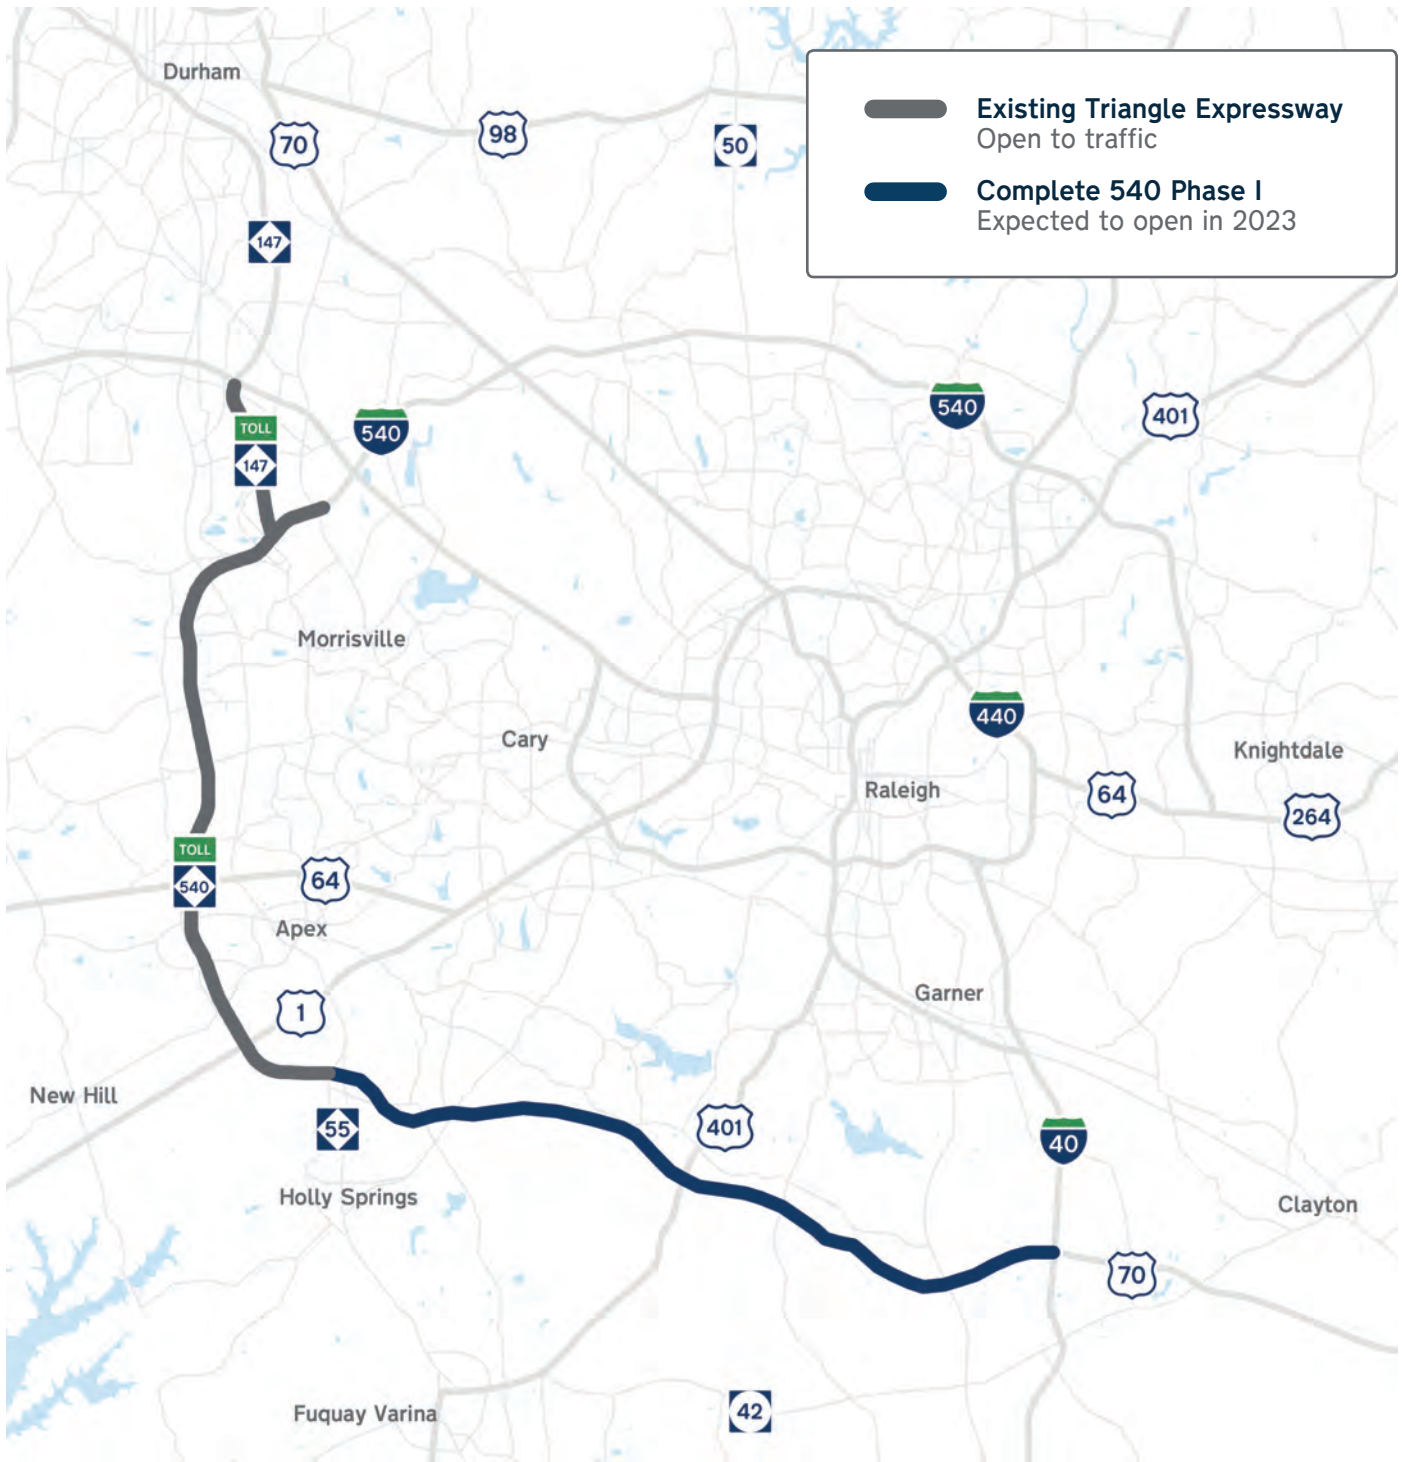 Durham
70
98
50
Existing Triangle Expressway
Open to traffic
Complete 540 Phase I
Expected to open in 2023
147
TOLL
147
540
540
401
Morrisville
Cary
440
Knightdale
Raleigh
64
264
TOLL
540
64
Apex
1
Garner
New Hill
55
401
40
Holly Springs
Clayton
70
Fuquay Varina
42